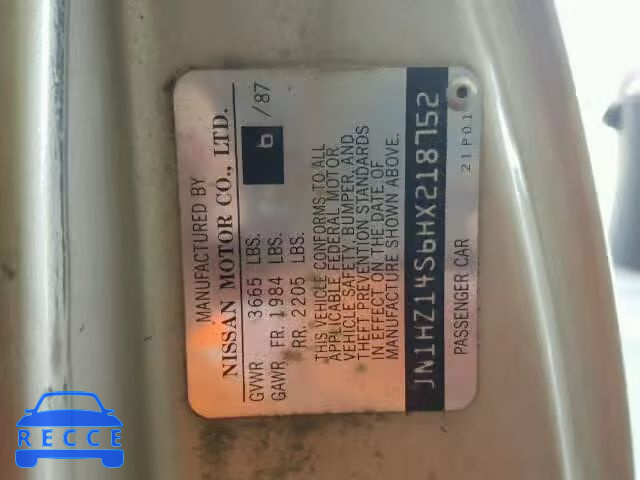 MANUFACTURED BY
NISSAN MOTOR CO., LTD.
6 /87
GVWR 3665 LBS.
GAWR FR. 1984 LBS.
RR. 2205 LBS.
THIS VEHICLE CONFORMS TO ALL
APPLICABLE FEDERAL MOTOR
VEHICLE SAFETY, BUMPER, AND
THEFT PREVENTION STANDARDS
IN EFFECT ON THE DATE OF
MANUFACTURE SHOWN ABOVE.
JN1HZ14S6HX218752
PASSENGER CAR
21P01
RECCE